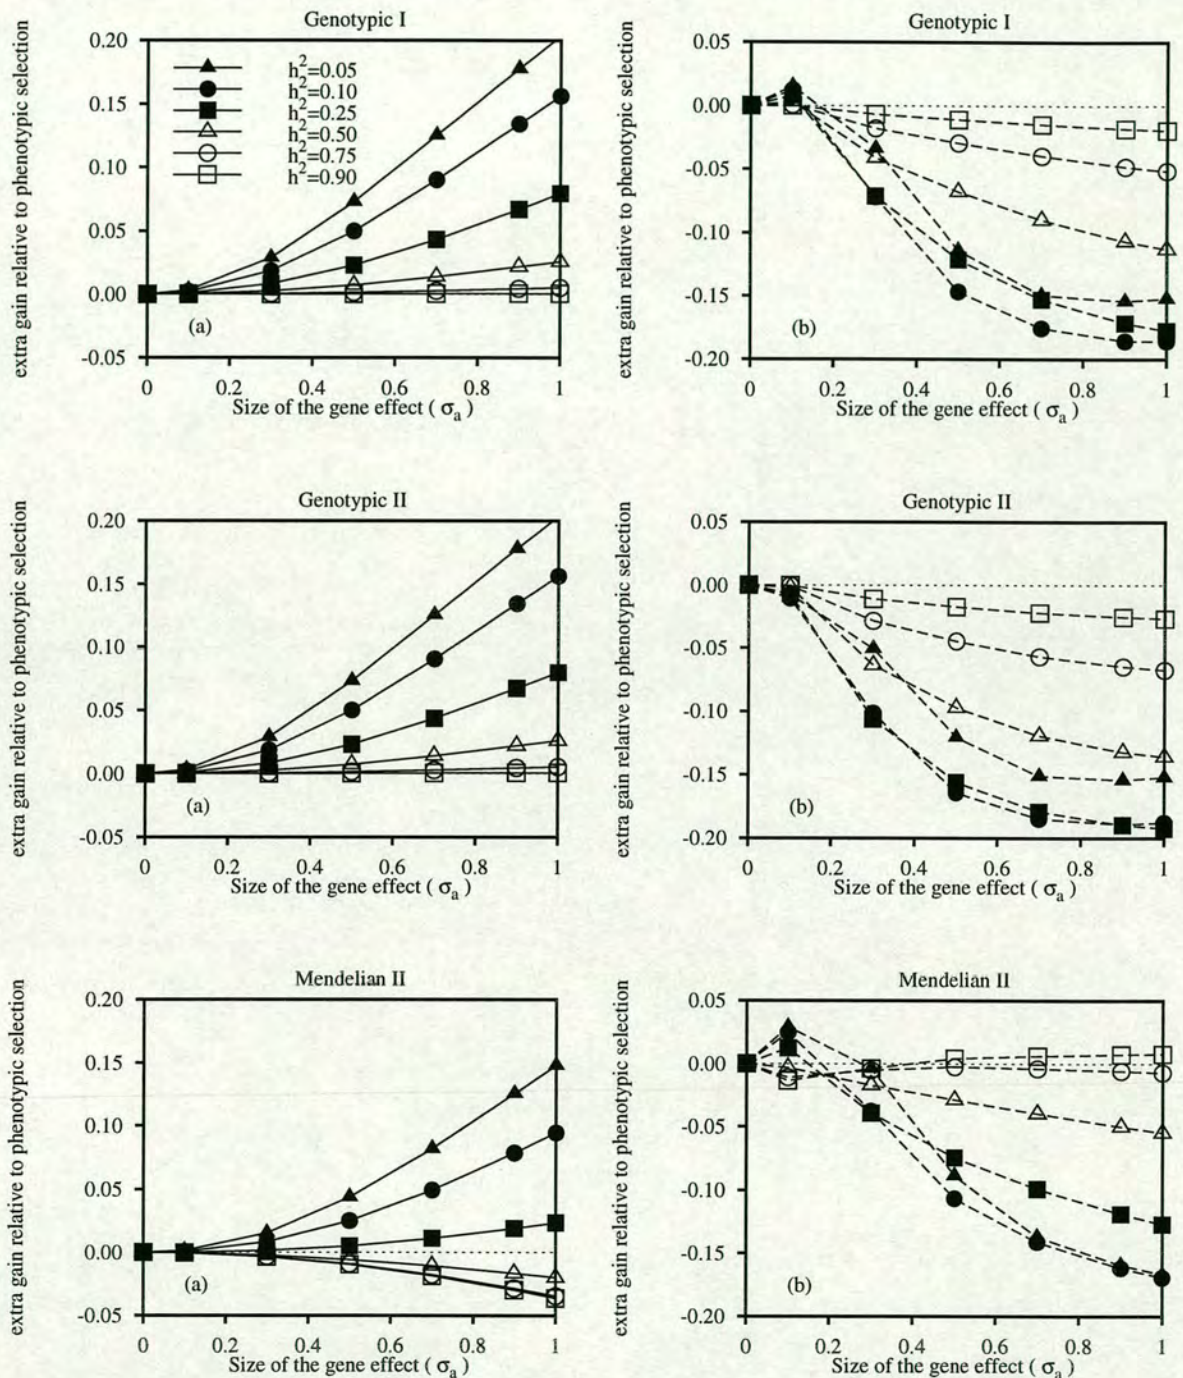 Genotypic I
extra gain relative to phenotypic selection
0.20
0.15
0.10
0.05
0.00
-0.05
h²=0.05
h²=0.10
h²=0.25
h²=0.50
h²=0.75
h²=0.90
(a)
0 0.2 0.4 0.6 0.8 1
Size of the gene effect ( σₐ )
Genotypic I
extra gain relative to phenotypic selection
0.05
0.00
-0.05
-0.10
-0.15
-0.20
(b)
0 0.2 0.4 0.6 0.8 1
Size of the gene effect ( σₐ )
Genotypic II
extra gain relative to phenotypic selection
0.20
0.15
0.10
0.05
0.00
-0.05
(a)
0 0.2 0.4 0.6 0.8 1
Size of the gene effect ( σₐ )
Genotypic II
extra gain relative to phenotypic selection
0.05
0.00
-0.05
-0.10
-0.15
-0.20
(b)
0 0.2 0.4 0.6 0.8 1
Size of the gene effect ( σₐ )
Mendelian II
extra gain relative to phenotypic selection
0.20
0.15
0.10
0.05
0.00
-0.05
(a)
0 0.2 0.4 0.6 0.8 1
Size of the gene effect ( σₐ )
Mendelian II
extra gain relative to phenotypic selection
0.05
0.00
-0.05
-0.10
-0.15
-0.20
(b)
0 0.2 0.4 0.6 0.8 1
Size of the gene effect ( σₐ )